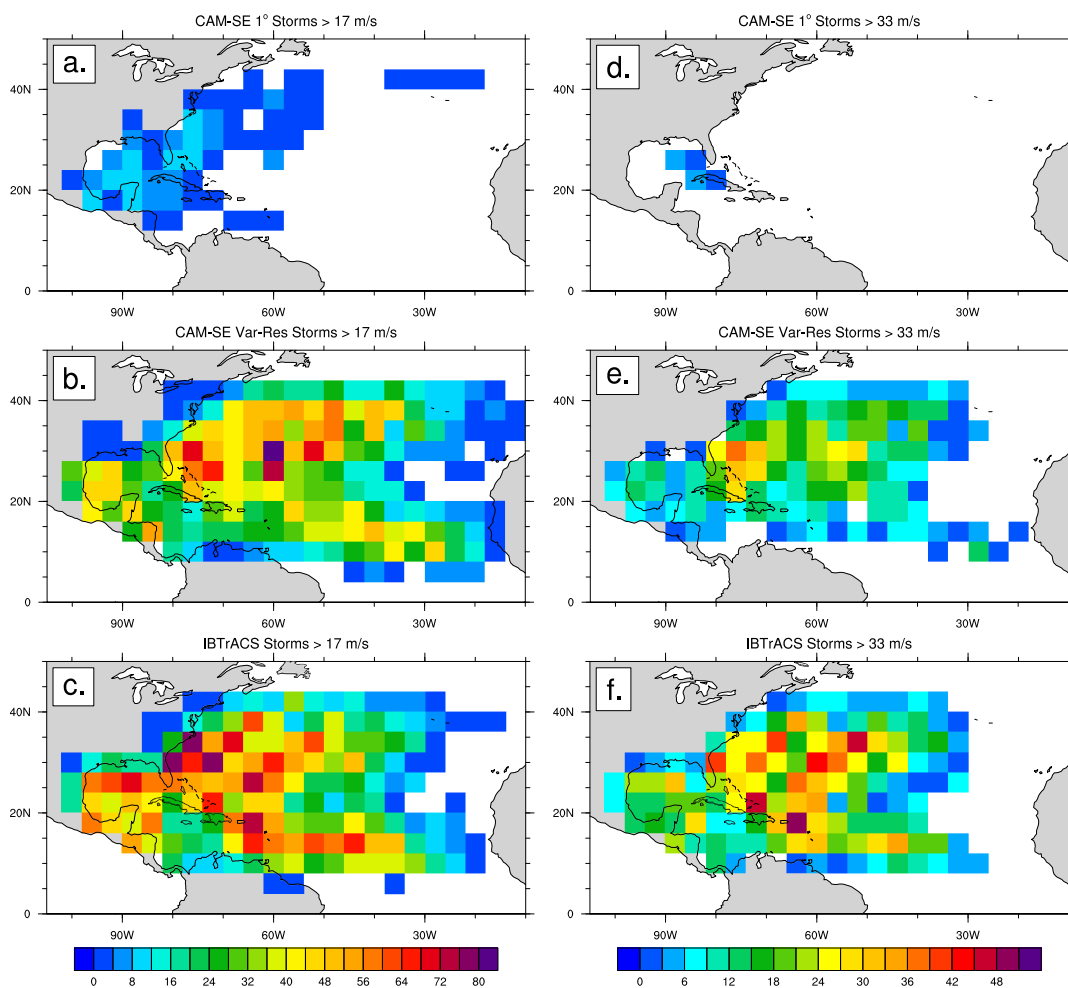 CAM-SE 1° Storms > 17 m/s
a.
40N
20N
0
90W 60W 30W
CAM-SE 1° Storms > 33 m/s
d.
40N
20N
0
90W 60W 30W
CAM-SE Var-Res Storms > 17 m/s
b.
40N
20N
0
90W 60W 30W
CAM-SE Var-Res Storms > 33 m/s
e.
40N
20N
0
90W 60W 30W
IBTrACS Storms > 17 m/s
c.
40N
20N
0
90W 60W 30W
IBTrACS Storms > 33 m/s
f.
40N
20N
0
90W 60W 30W
0 8 16 24 32 40 48 56 64 72 80
0 6 12 18 24 30 36 42 48